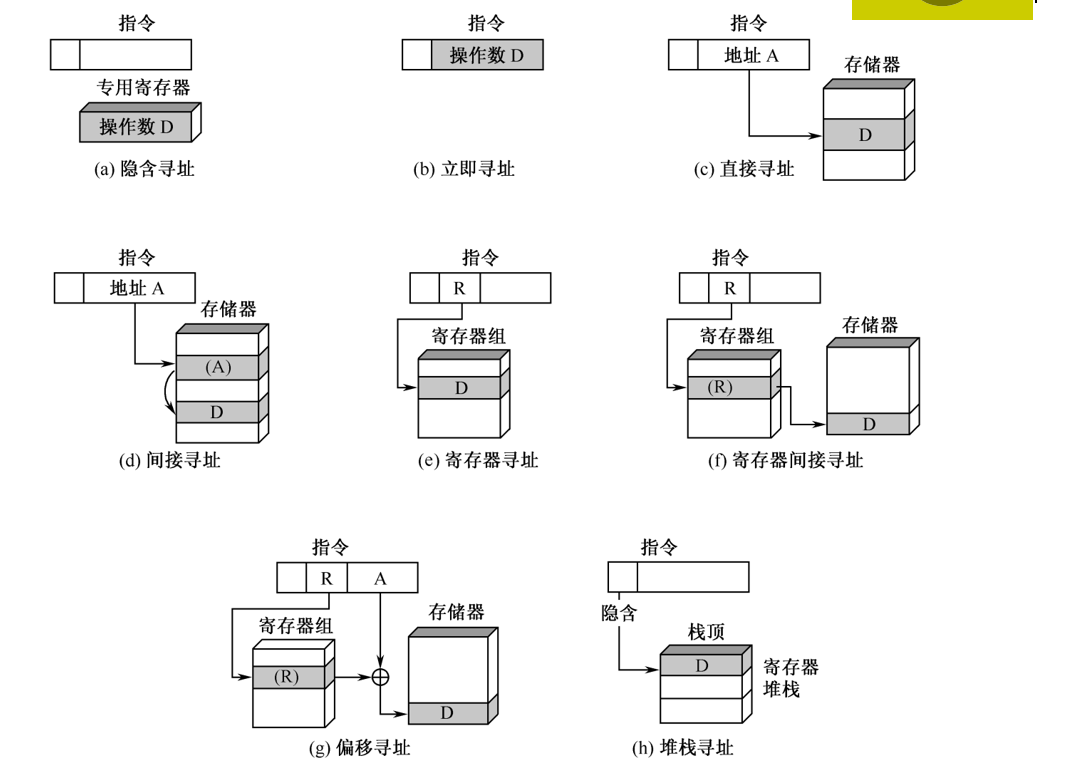 指令
指令
指令
操作数 D
地址 A
专用寄存器
存储器
操作数 D
D
(a) 隐含寻址
(b) 立即寻址
(c) 直接寻址
指令
指令
指令
地址 A
R
R
存储器
寄存器组
寄存器组
存储器
(A)
D
(R)
D
D
(d) 间接寻址
(e) 寄存器寻址
(f) 寄存器间接寻址
指令
指令
R
A
隐含
寄存器组
存储器
栈顶
(R)
D
寄存器
堆栈
D
(g) 偏移寻址
(h) 堆栈寻址